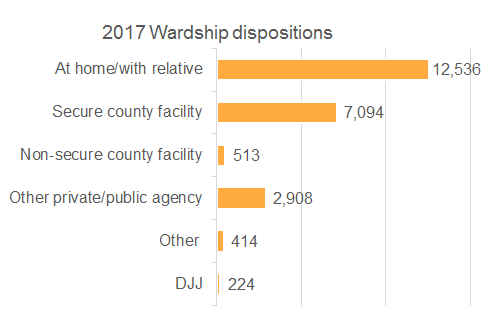 2017 Wardship dispositions
At home/with relative 12,536
Secure county facility 7,094
Non-secure county facility 513
Other private/public agency 2,908
Other 414
DJJ 224